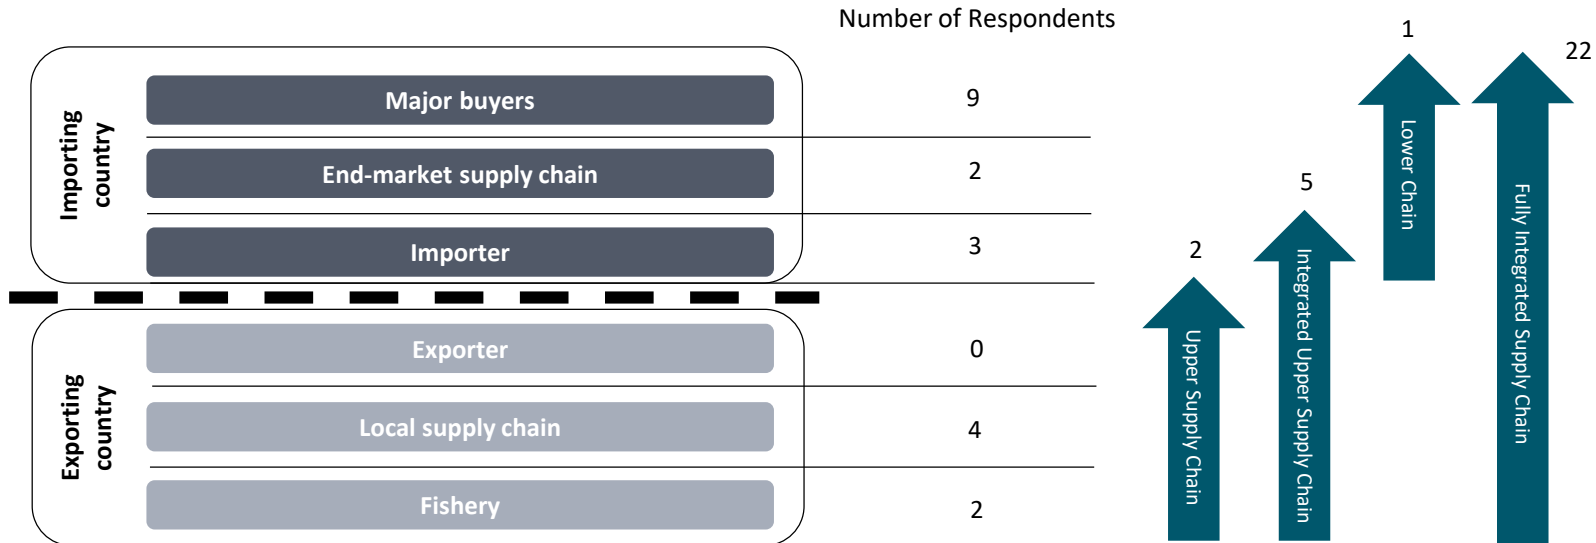 Number of Respondents
Importing
country
Major buyers
9
End-market supply chain
2
Importer
3
Exporting
country
Exporter
0
Local supply chain
4
Fishery
2
2
Upper Supply Chain
5
Integrated Upper Supply Chain
1
Lower Chain
22
Fully Integrated Supply Chain